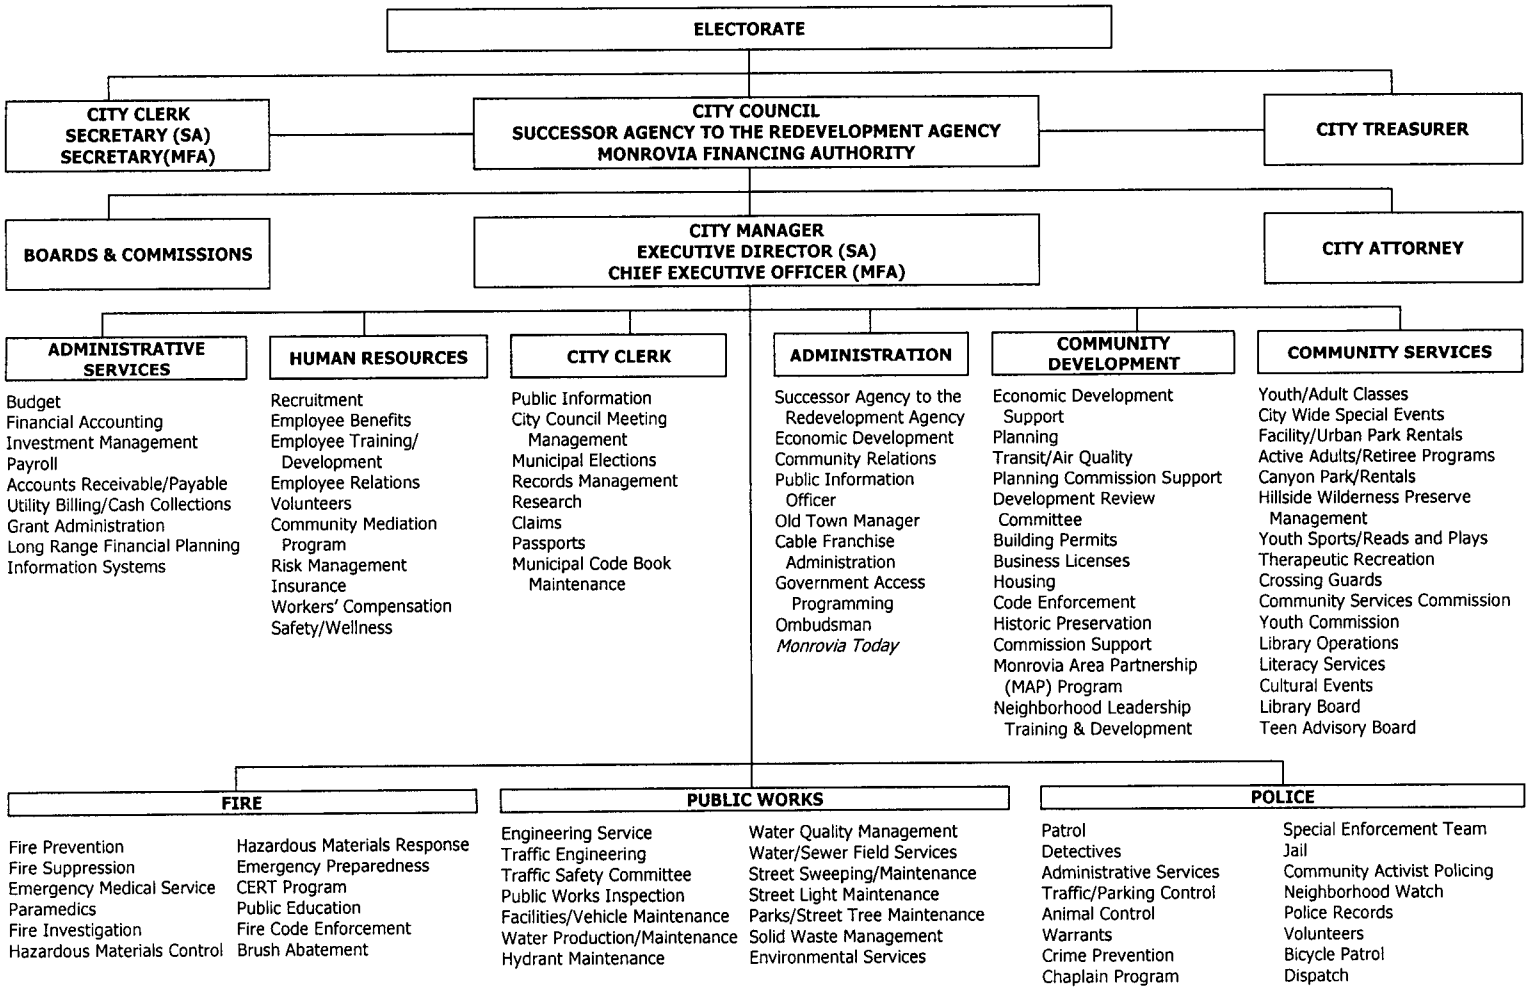 ELECTORATE
CITY CLERK
SECRETARY (SA)
SECRETARY(MFA)
CITY COUNCIL
SUCCESSOR AGENCY TO THE REDEVELOPMENT AGENCY
MONROVIA FINANCING AUTHORITY
CITY TREASURER
BOARDS & COMMISSIONS
CITY MANAGER
EXECUTIVE DIRECTOR (SA)
CHIEF EXECUTIVE OFFICER (MFA)
CITY ATTORNEY
ADMINISTRATIVE
SERVICES
Budget
Financial Accounting
Investment Management
Payroll
Accounts Receivable/Payable
Utility Billing/Cash Collections
Grant Administration
Long Range Financial Planning
Information Systems
HUMAN RESOURCES
Recruitment
Employee Benefits
Employee Training/
Development
Employee Relations
Volunteers
Community Mediation
Program
Risk Management
Insurance
Workers' Compensation
Safety/Wellness
CITY CLERK
Public Information
City Council Meeting
Management
Municipal Elections
Records Management
Research
Claims
Passports
Municipal Code Book
Maintenance
ADMINISTRATION
Successor Agency to the
Redevelopment Agency
Economic Development
Community Relations
Public Information
Officer
Old Town Manager
Cable Franchise
Administration
Government Access
Programming
Ombudsman
Monrovia Today
COMMUNITY
DEVELOPMENT
Economic Development
Support
Planning
Transit/Air Quality
Planning Commission Support
Development Review
Committee
Building Permits
Business Licenses
Housing
Code Enforcement
Historic Preservation
Commission Support
Monrovia Area Partnership
(MAP) Program
Neighborhood Leadership
Training & Development
COMMUNITY SERVICES
Youth/Adult Classes
City Wide Special Events
Facility/Urban Park Rentals
Active Adults/Retiree Programs
Canyon Park/Rentals
Hillside Wilderness Preserve
Management
Youth Sports/Reads and Plays
Therapeutic Recreation
Crossing Guards
Community Services Commission
Youth Commission
Library Operations
Literacy Services
Cultural Events
Library Board
Teen Advisory Board
FIRE
Fire Prevention
Fire Suppression
Emergency Medical Service
Paramedics
Fire Investigation
Hazardous Materials Control
Hazardous Materials Response
Emergency Preparedness
CERT Program
Public Education
Fire Code Enforcement
Brush Abatement
PUBLIC WORKS
Engineering Service
Traffic Engineering
Traffic Safety Committee
Public Works Inspection
Facilities/Vehicle Maintenance
Water Production/Maintenance
Hydrant Maintenance
Water Quality Management
Water/Sewer Field Services
Street Sweeping/Maintenance
Street Light Maintenance
Parks/Street Tree Maintenance
Solid Waste Management
Environmental Services
POLICE
Patrol
Detectives
Administrative Services
Traffic/Parking Control
Animal Control
Warrants
Crime Prevention
Chaplain Program
Special Enforcement Team
Jail
Community Activist Policing
Neighborhood Watch
Police Records
Volunteers
Bicycle Patrol
Dispatch